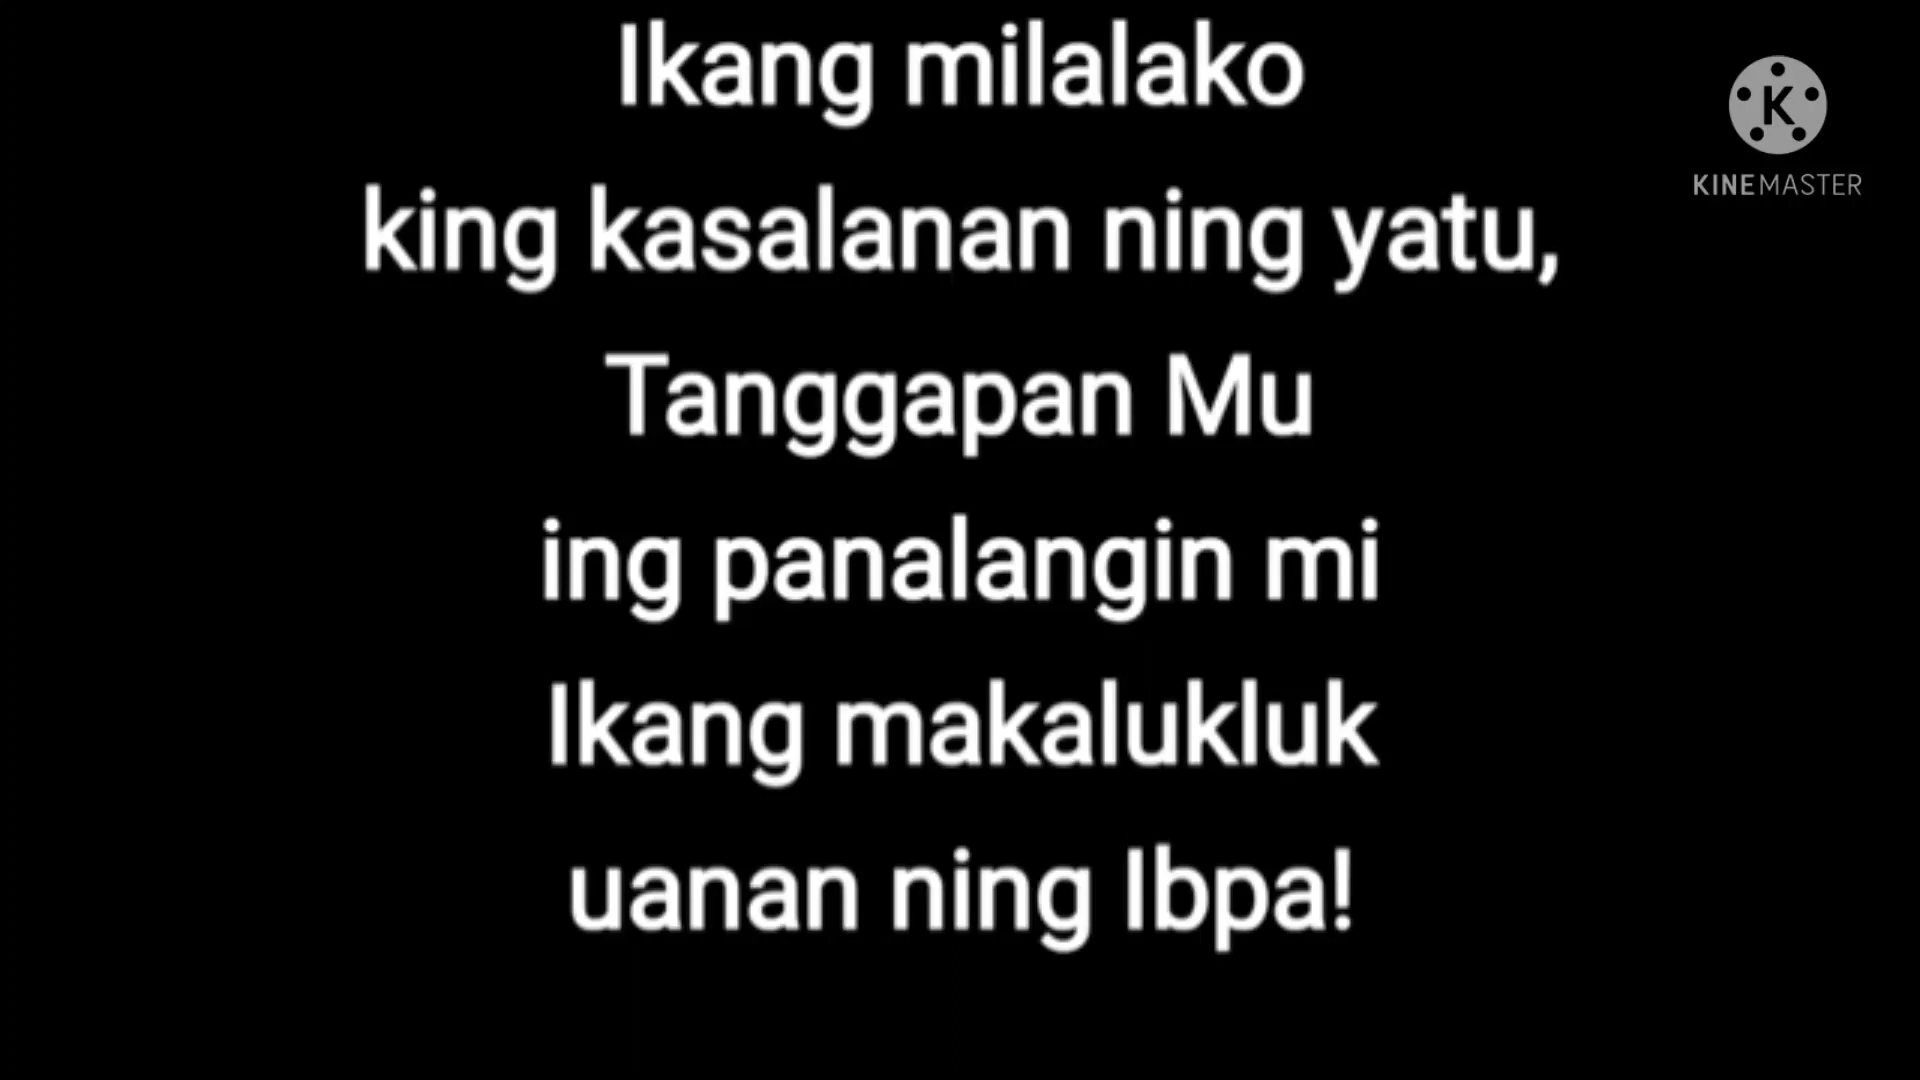 Ikang milalako
king kasalanan ning yatu,
Tanggapan Mu
ing panalangin mi
Ikang makalukluk
uanan ning Ibpa!
K
KINEMASTER